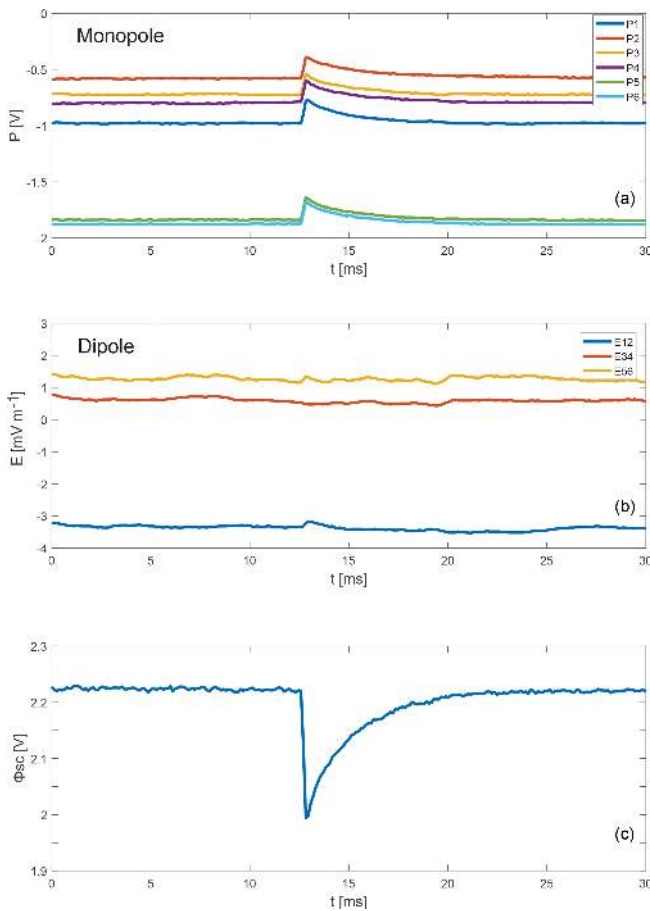 Monopole
P1
P2
P3
P4
P5
P6
0
-0.5
-1
-1.5
2
P [V]
(a)
0 5 10 15 20 25 30
t [ms]
Dipole
E12
E34
E56
3
2
1
0
-1
-2
-3
-4
E [mV m⁻¹]
(b)
0 5 10 15 20 25 30
t [ms]
2.3
2.2
2.1
2
1.9
Φsc [V]
(c)
0 5 10 15 20 25 30
t [ms]